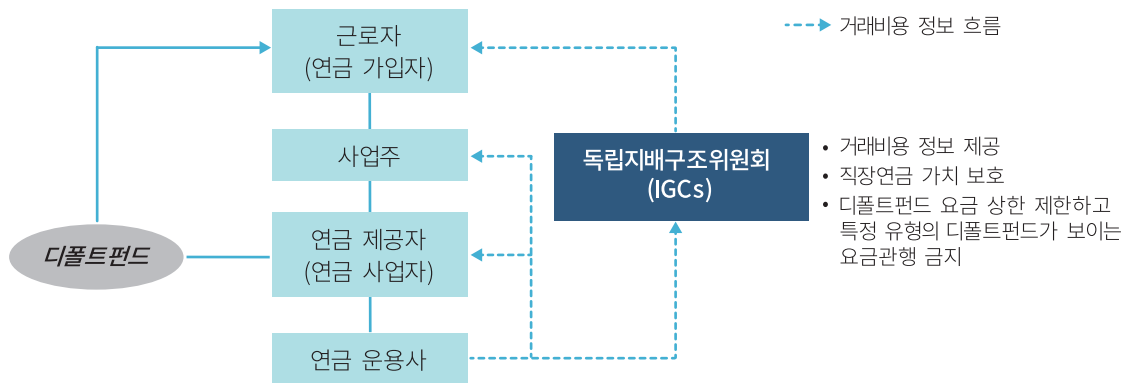 근로자
(연금 가입자)
사업주
연금 제공자
(연금 사업자)
연금 운용사
디폴트펀드
독립지배구조위원회
(IGCs)
거래비용 정보 흐름
• 거래비용 정보 제공
• 직장연금 가치 보호
• 디폴트펀드 요금 상한 제한하고
특정 유형의 디폴트펀드가 보이는
요금관행 금지